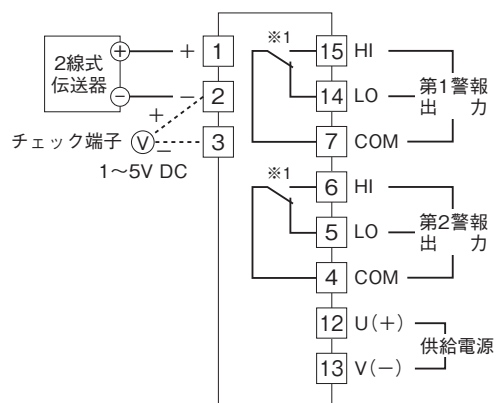 2線式
伝送器
+
−
+ 1
− 2
3
+
−
チェック端子 V
1～5V DC
※1
15 HI
14 LO
7 COM
第1警報
出　力
※1
6 HI
5 LO
4 COM
第2警報
出　力
12 U(+)
13 V(−)
供給電源